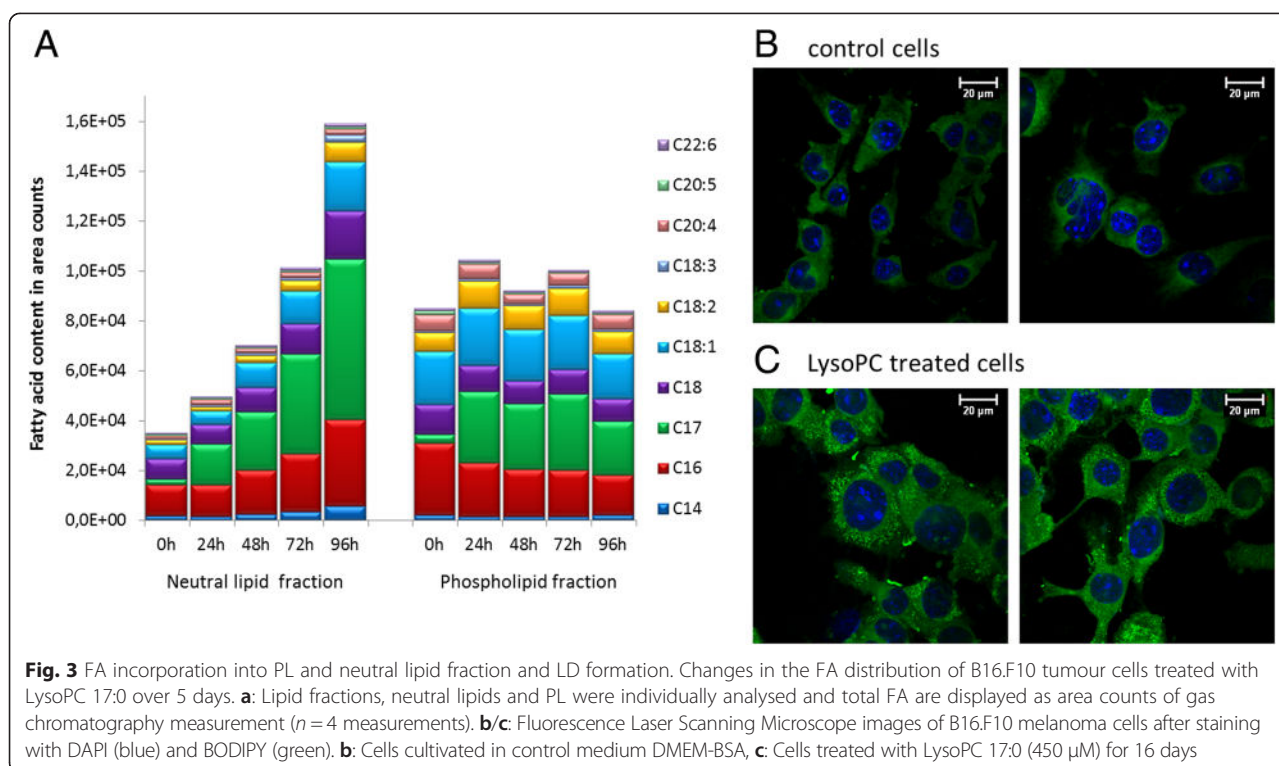 A
Fatty acid content in area counts
1,6E+05
1,4E+05
1,2E+05
1,0E+05
8,0E+04
6,0E+04
4,0E+04
2,0E+04
0,0E+00
0h 24h 48h 72h 96h 0h 24h 48h 72h 96h
Neutral lipid fraction Phospholipid fraction
C22:6
C20:5
C20:4
C18:3
C18:2
C18:1
C18
C17
C16
C14
B control cells
20 µm 20 µm
C LysoPC treated cells
20 µm 20 µm
Fig. 3 FA incorporation into PL and neutral lipid fraction and LD formation. Changes in the FA distribution of B16.F10 tumour cells treated with
LysoPC 17:0 over 5 days. a: Lipid fractions, neutral lipids and PL were individually analysed and total FA are displayed as area counts of gas
chromatography measurement (n = 4 measurements). b/c: Fluorescence Laser Scanning Microscope images of B16.F10 melanoma cells after staining
with DAPI (blue) and BODIPY (green). b: Cells cultivated in control medium DMEM-BSA, c: Cells treated with LysoPC 17:0 (450 μM) for 16 days